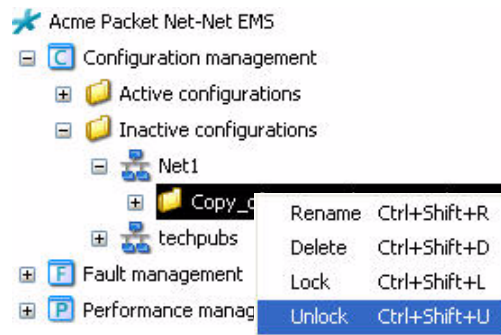 Acme Packet Net-Net EMS
C Configuration management
Active configurations
Inactive configurations
Net1
Copy_
Rename Ctrl+Shift+R
techpubs
Delete Ctrl+Shift+D
F Fault management
Lock Ctrl+Shift+L
P Performance manag
Unlock Ctrl+Shift+U